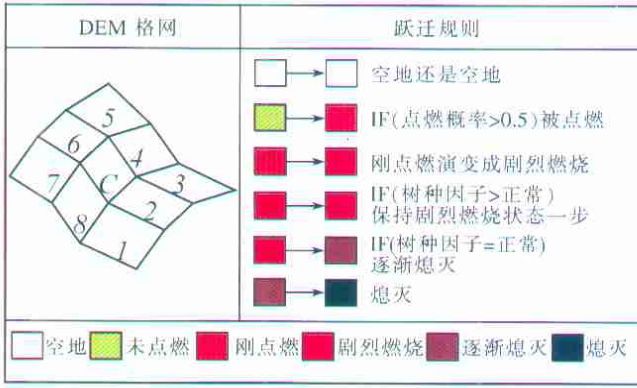 DEM 格网
跃迁规则
5
6
4
7
C
3
8
2
1
空地还是空地
IF(点燃概率>0.5)被点燃
刚点燃演变成剧烈燃烧
IF(树种因子>正常)
保持剧烈燃烧状态一步
IF(树种因子=正常)
逐渐熄灭
熄灭
空地 未点燃 刚点燃 剧烈燃烧 逐渐熄灭 熄灭